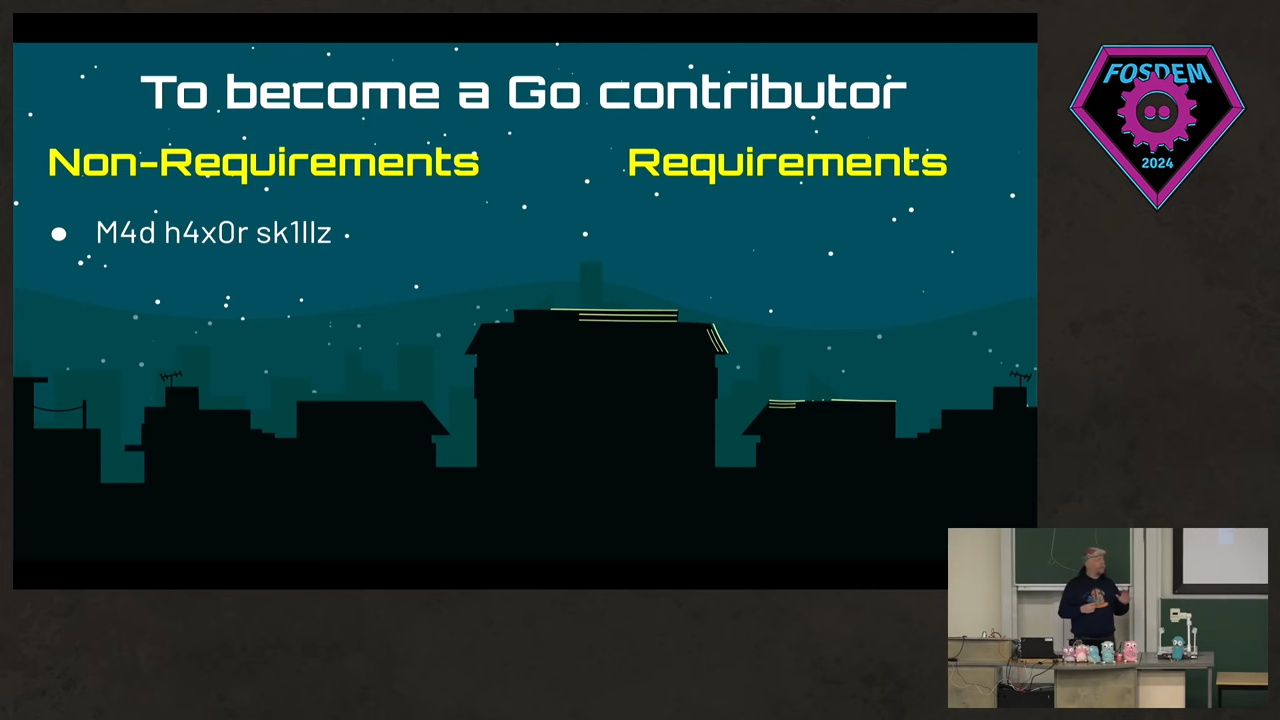 To become a Go contributor
Non-Requirements
Requirements
● M4d h4x0r sk1llz
FOSDEM
2024